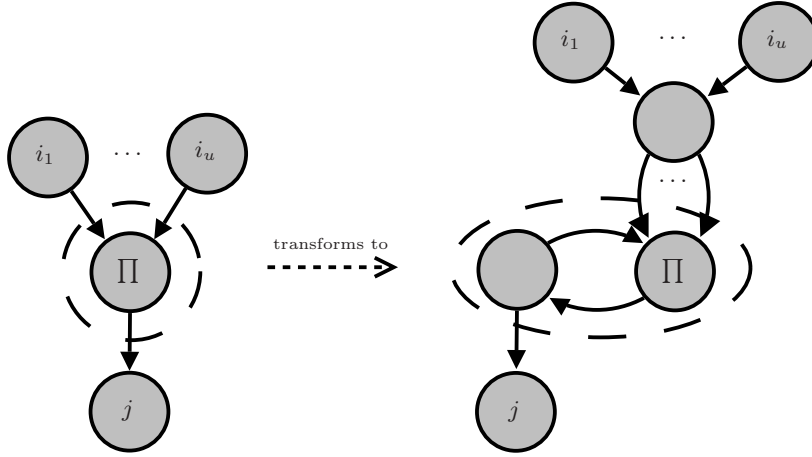 i₁ ⋯ iᵤ
i₁ ⋯ iᵤ
⋯
transforms to
∏
∏
j
j